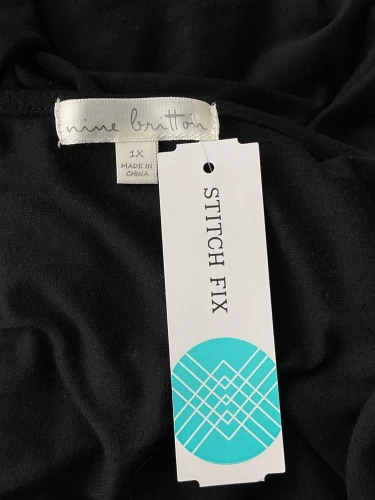 nine britton
1X
MADE IN
CHINA
STITCH FIX